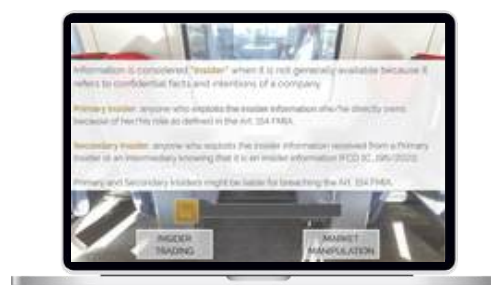 Information is considered "insider" when it is not generally available because it
refers to confidential facts and intentions of a company.
Primary Insider: anyone who exploits the insider information she/he directly owns
because of her/his role as defined in the Art. 154 FMIA.
Secondary Insider: anyone who exploits the insider information received from a Primary
Insider or an intermediary knowing that it is an insider information
Primary and Secondary Insiders might be liable for breaching the Art. 154 FMIA.
INSIDER
TRADING
MARKET
MANIPULATION